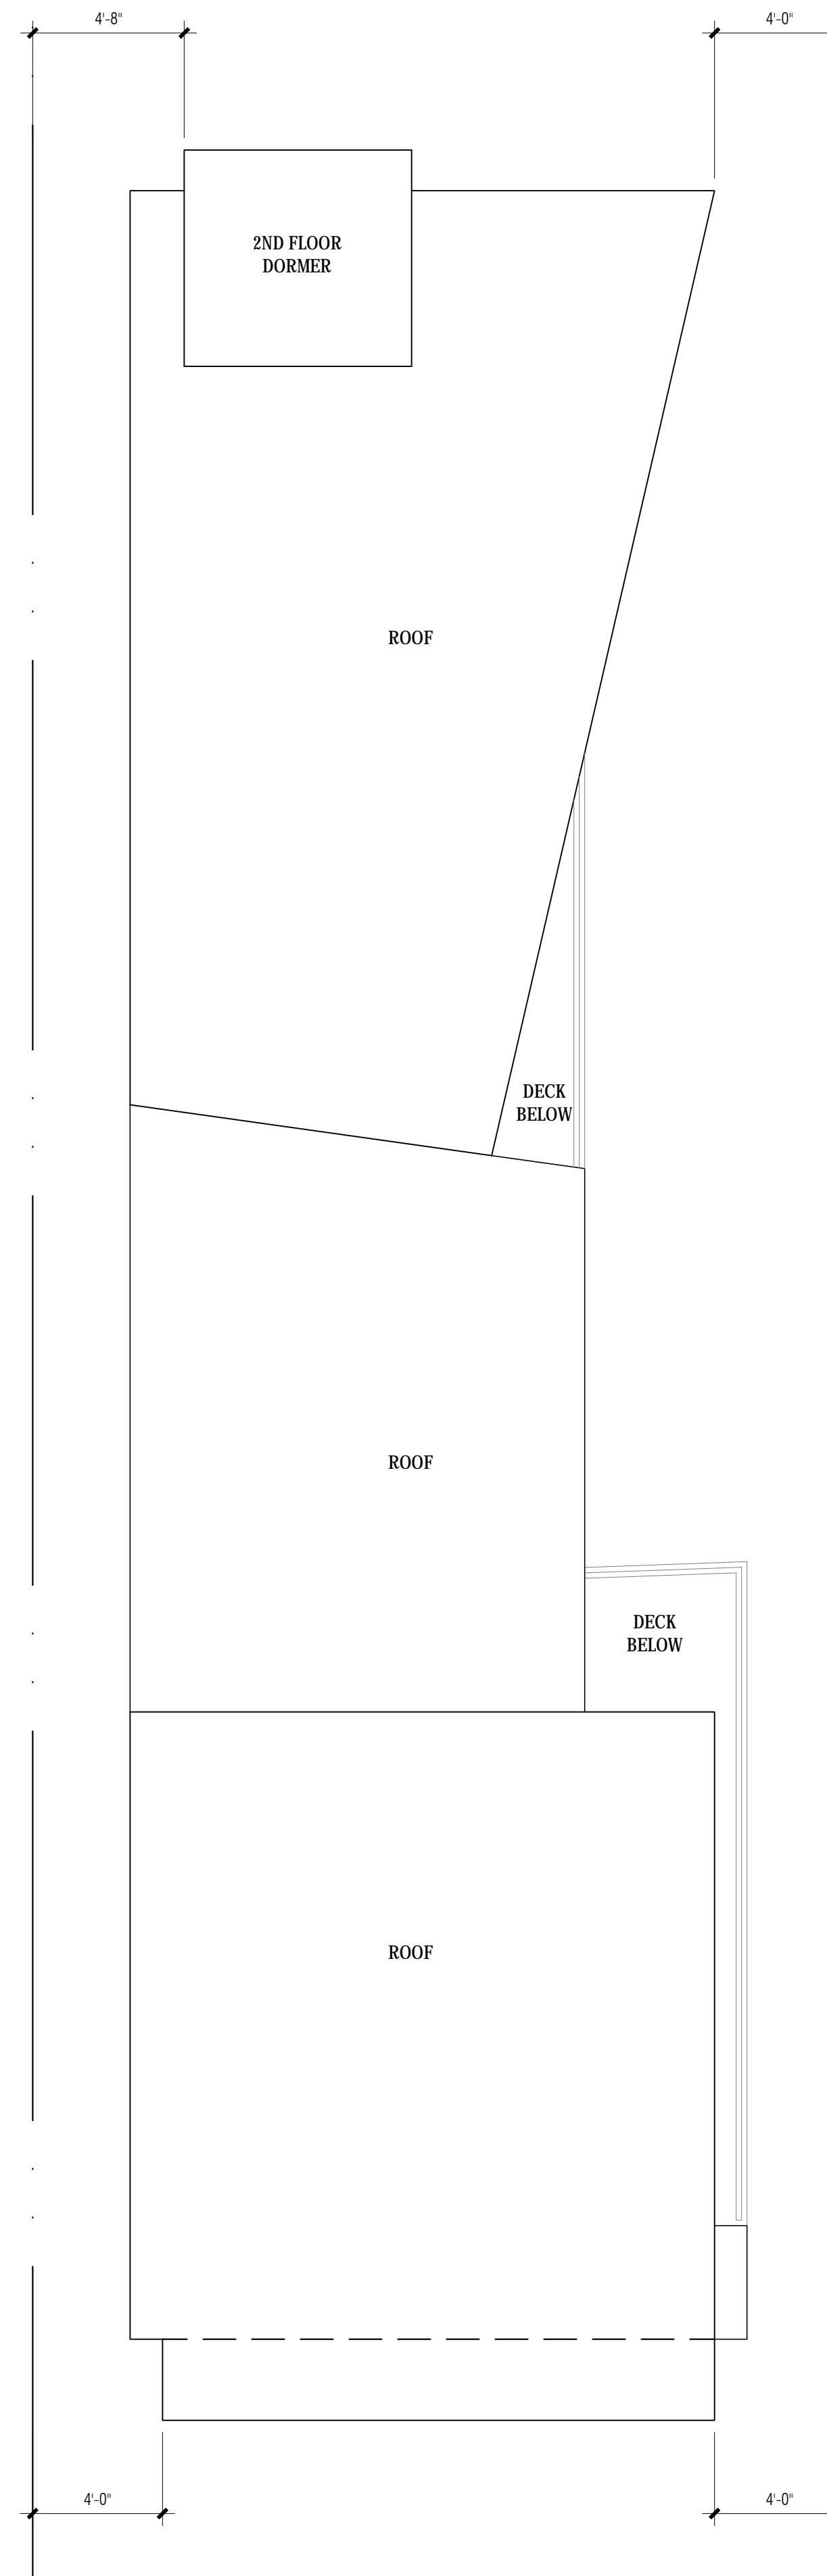 4'-8"
4'-0"
2ND FLOOR
DORMER
ROOF
DECK
BELOW
ROOF
DECK
BELOW
ROOF
4'-0"
4'-0"